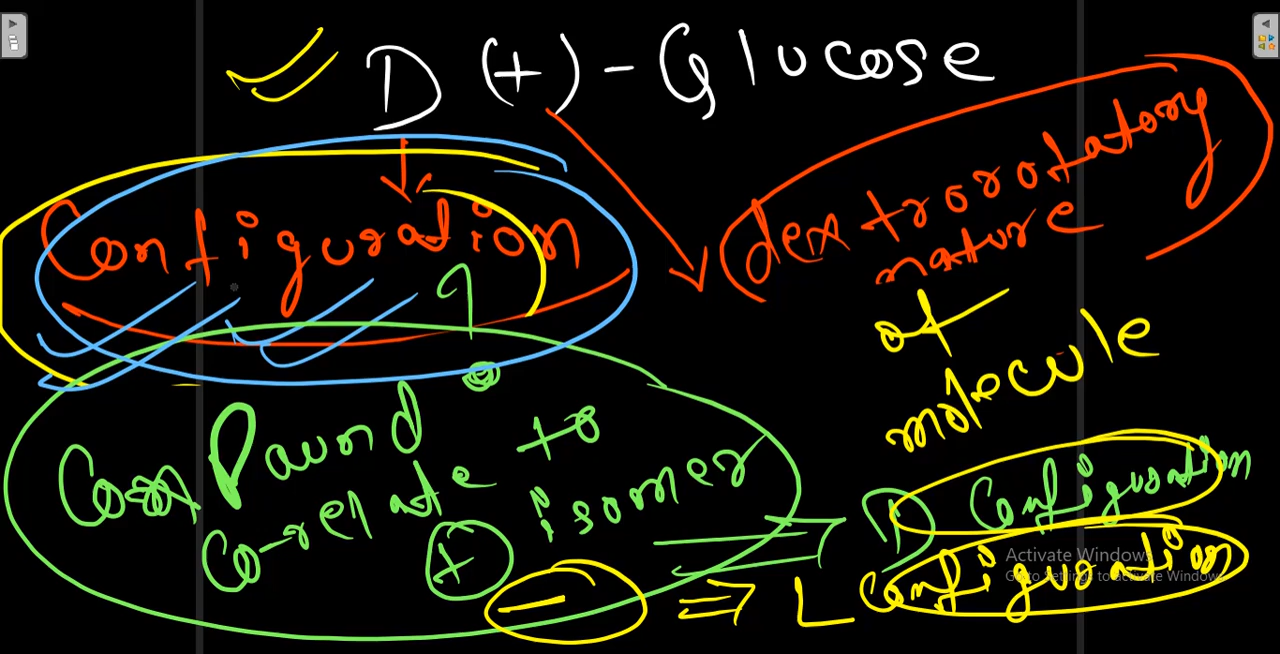 D (+) - Glucose
Configuration
dextrorotatory
nature
of
molecule
Compound
Co-relate to
(+) isomer ⇒ D Configuration
- ⇒ L Configuration
Activate Windows
Go to Settings to activate Windows.